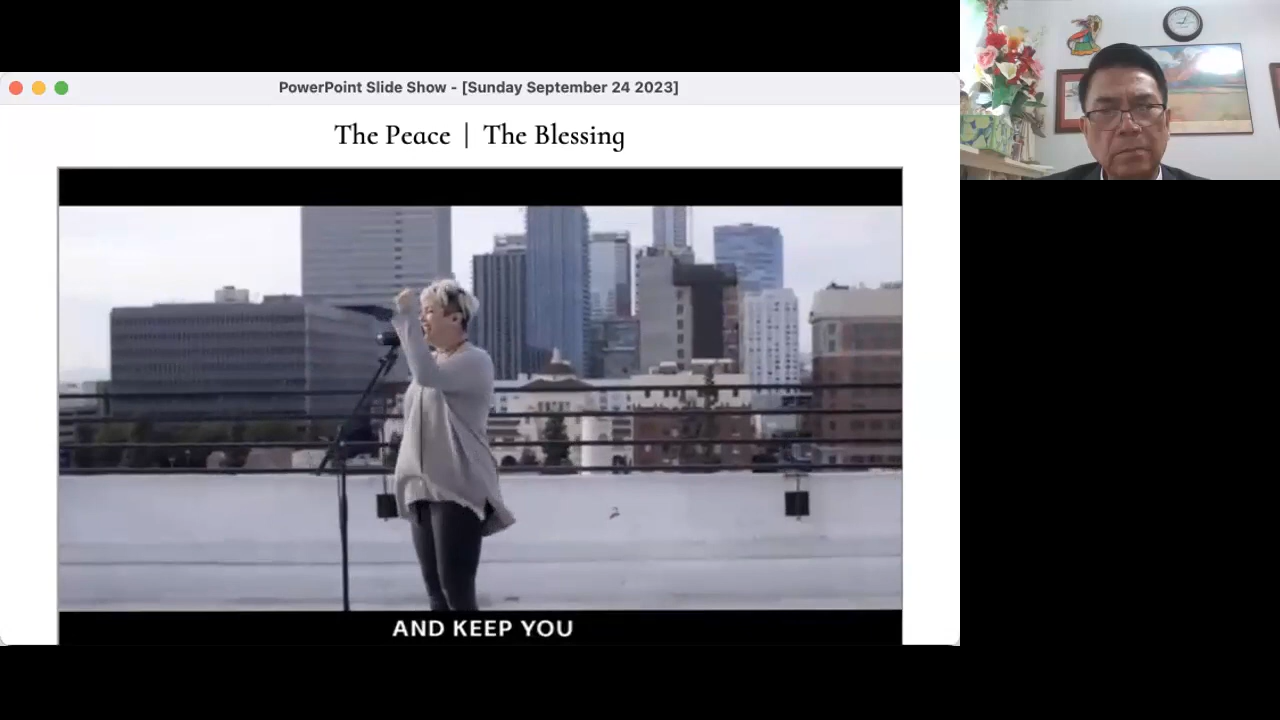 PowerPoint Slide Show - [Sunday September 24 2023]
The Peace | The Blessing
AND KEEP YOU